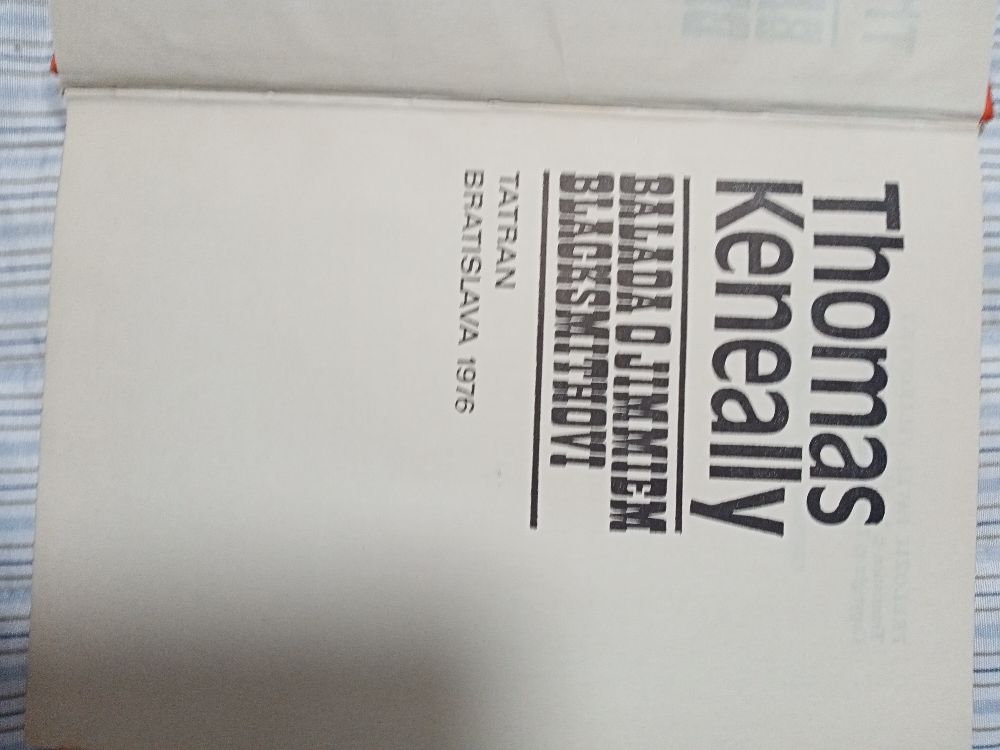 Thomas
Keneally
BALADA O JIMMIEM
BLACKSMITHOVI
TATRAN
BRATISLAVA 1976